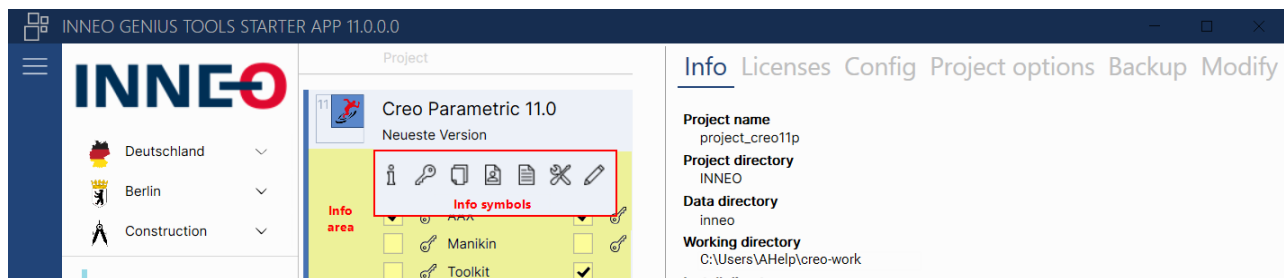 INNEO GENIUS TOOLS STARTER APP 11.0.0.0
INNEO
Deutschland
Berlin
Construction
Project
11
Creo Parametric 11.0
Neueste Version
Info symbols
Info
area
AAX
Manikin
Toolkit
Info Licenses Config Project options Backup Modify
Project name
project_creo11p
Project directory
INNEO
Data directory
inneo
Working directory
C:\Users\AHelp\creo-work